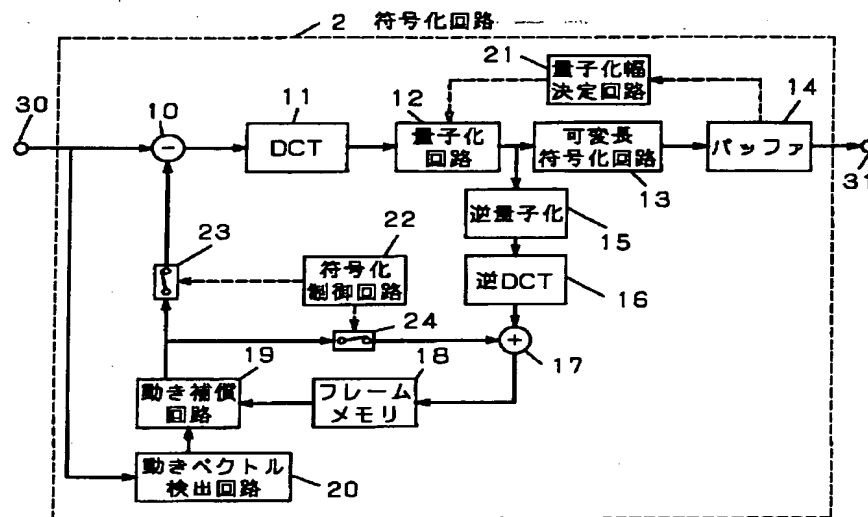 2 符号化回路
30
10
11
DCT
12
量子化
回路
21
量子化幅
決定回路
可変長
符号化回路
13
14
バッファ
31
逆量子化
15
逆DCT
16
17
23
22
符号化
制御回路
24
19
動き補償
回路
18
フレーム
メモリ
動きベクトル
検出回路
20